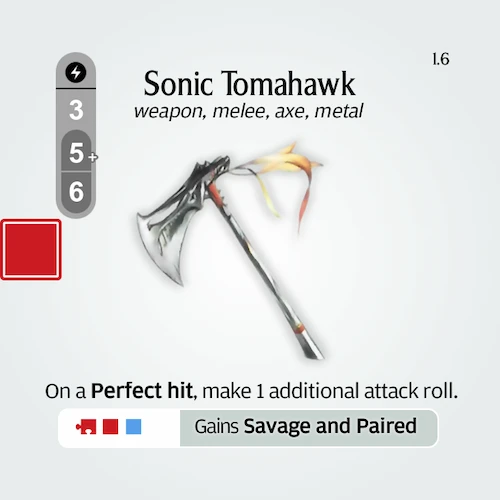 1.6
Sonic Tomahawk
weapon, melee, axe, metal
3
5+
6
On a Perfect hit, make 1 additional attack roll.
Gains Savage and Paired